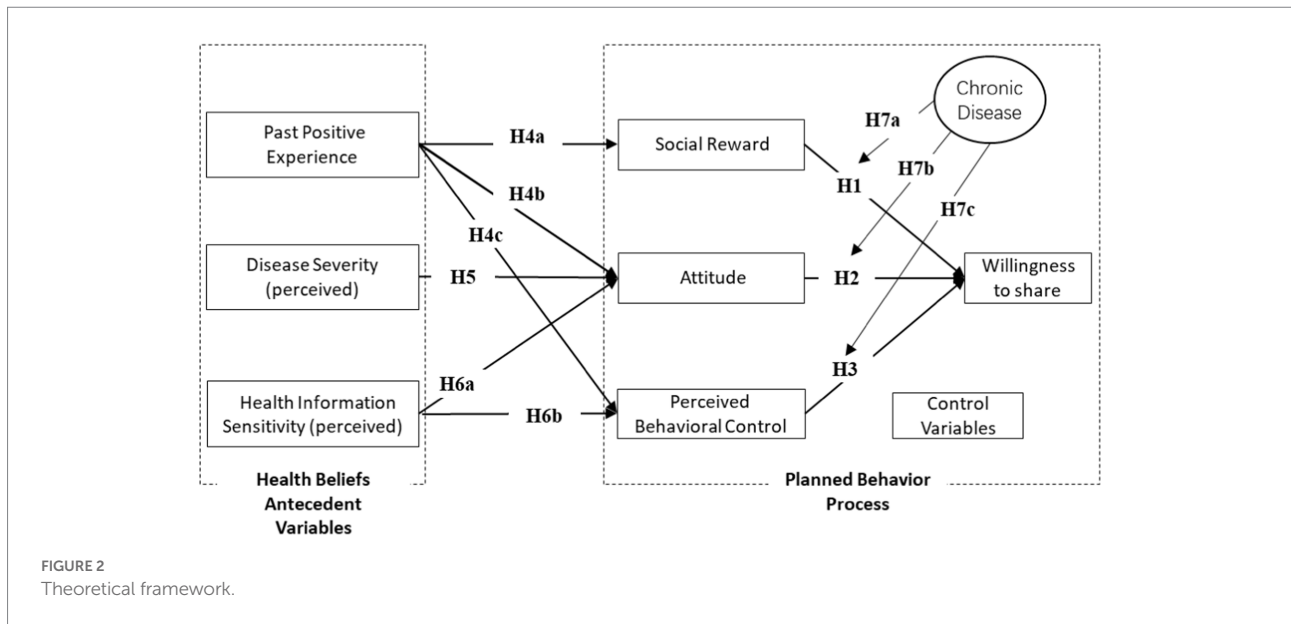 Past Positive
Experience
Disease Severity
(perceived)
Health Information
Sensitivity (perceived)
Health Beliefs
Antecedent
Variables
H4a
H4b
H4c
H5
H6a
H6b
Social Reward
Attitude
Perceived
Behavioral Control
Chronic
Disease
H7a
H7b
H7c
H1
H2
H3
Willingness
to share
Control
Variables
Planned Behavior
Process
FIGURE 2
Theoretical framework.